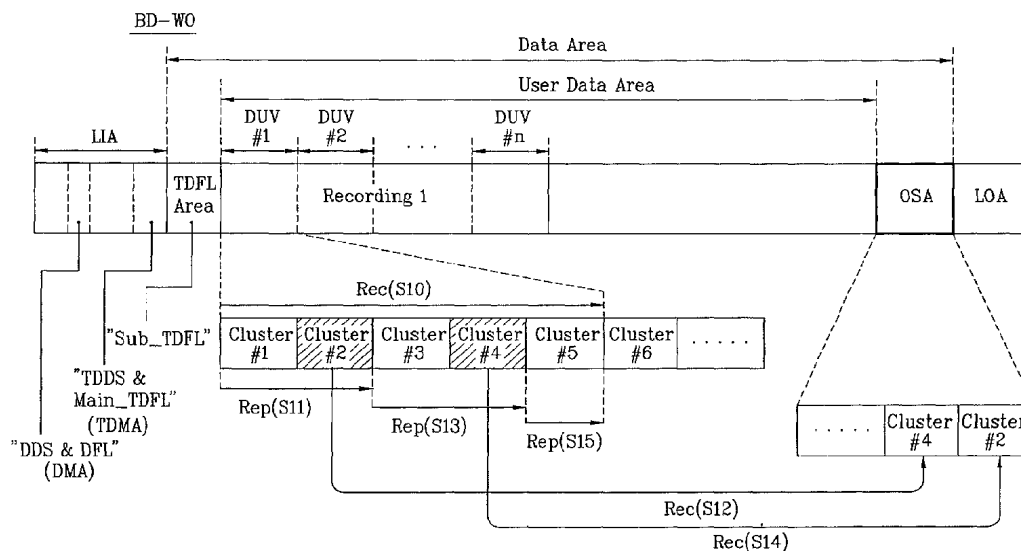 BD-WO
Data Area
User Data Area
LIA
DUV
#1
DUV
#2
. . .
DUV
#n
TDFL
Area
Recording 1
OSA
LOA
Rec(S10)
"Sub_TDFL"
Cluster
#1
Cluster
#2
Cluster
#3
Cluster
#4
Cluster
#5
Cluster
#6
. . . . .
"TDDS &
Main_TDFL"
(TDMA)
Rep(S11)
Rep(S13)
Rep(S15)
"DDS & DFL"
(DMA)
. . . . .
Cluster
#4
Cluster
#2
Rec(S12)
Rec(S14)